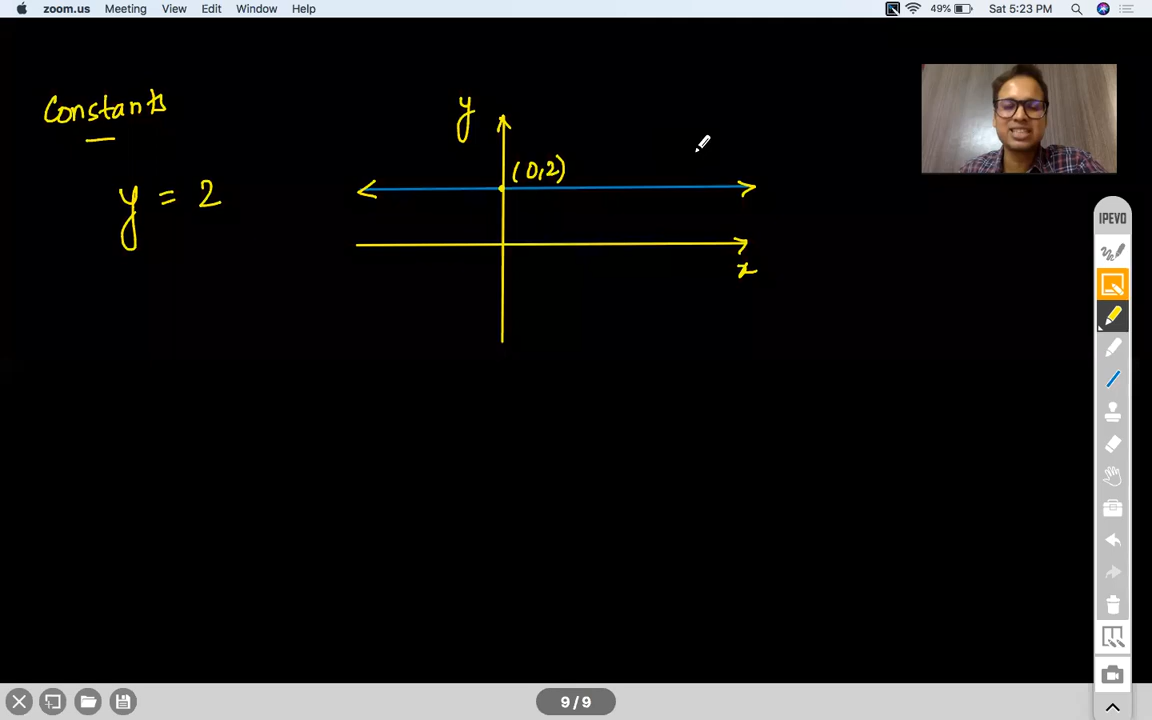 zoom.us Meeting View Edit Window Help 49% Sat 5:23 PM
Constants
y
(0,2)
y = 2
x
IPEVO
9 / 9